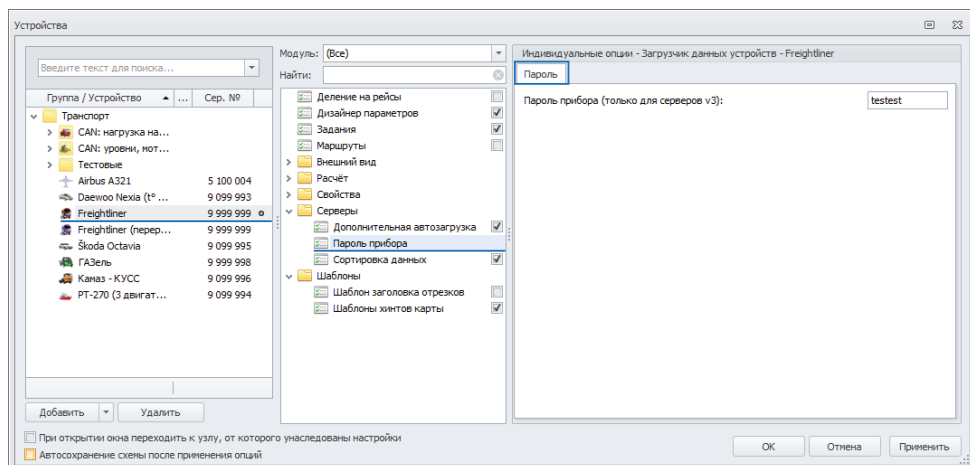 Устройства
Введите текст для поиска...
Группа / Устройство ... Сер. №
Транспорт
CAN: нагрузка на...
CAN: уровни, мот...
Тестовые
Airbus A321 5 100 004
Daewoo Nexia (t° ... 9 099 993
Freightliner 9 999 999
Freightliner (перер... 9 999 999
Škoda Octavia 9 099 995
ГАЗель 9 999 998
Камаз - КУСС 9 099 996
РТ-270 (3 двигат... 9 099 994
Добавить Удалить
Модуль: (Все)
Найти:
Деление на рейсы
Дизайнер параметров
Задания
Маршруты
Внешний вид
Расчёт
Свойства
Серверы
Дополнительная автозагрузка
Пароль прибора
Сортировка данных
Шаблоны
Шаблон заголовка отрезков
Шаблоны хинтов карты
Индивидуальные опции - Загрузчик данных устройств - Freightliner
Пароль
Пароль прибора (только для серверов v3): testest
При открытии окна переходить к узлу, от которого унаследованы настройки
Автосохранение схемы после применения опций
ОК Отмена Применить